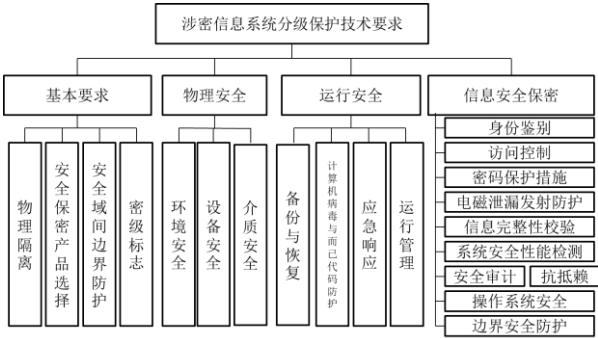 涉密信息系统分级保护技术要求
基本要求
物理安全
运行安全
信息安全保密
物理隔离
安全保密产品选择
安全域间边界防护
密级标志
环境安全
设备安全
介质安全
备份与恢复
计算机病毒与而己代码防护
应急响应
运行管理
身份鉴别
访问控制
密码保护措施
电磁泄漏发射防护
信息完整性校验
系统安全性能检测
安全审计
抗抵赖
操作系统安全
边界安全防护